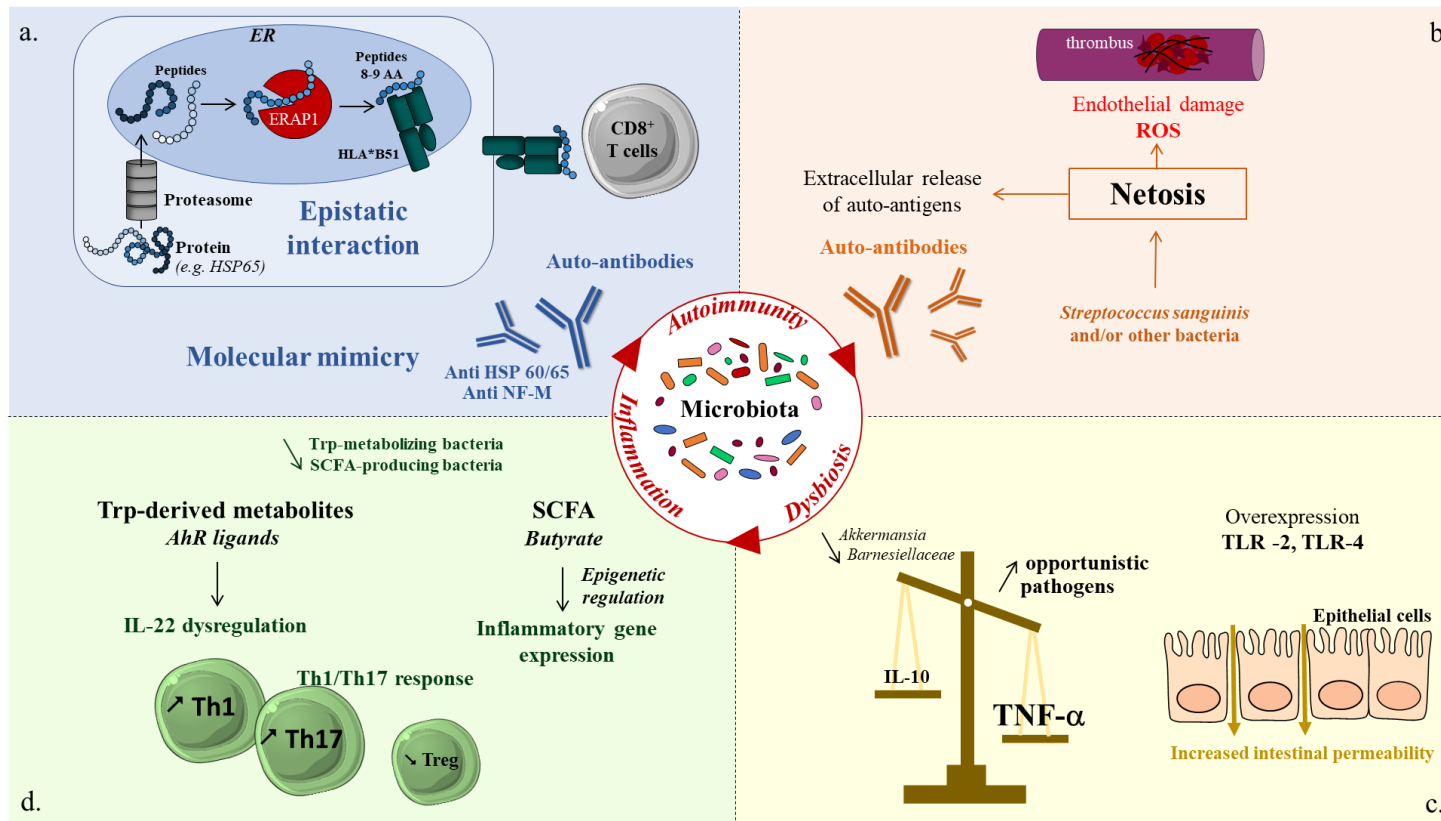 a.
ER
Peptides
ERAP1
Peptides
8-9 AA
HLA*B51
CD8+
T cells
Proteasome
Protein
(e.g. HSP65)
Epistatic
interaction
Auto-antibodies
Molecular mimicry
Anti HSP 60/65
Anti NF-M
b
thrombus
Endothelial damage
ROS
Netosis
Extracellular release
of auto-antigens
Auto-antibodies
Streptococcus sanguinis
and/or other bacteria
Autoimmunity
Microbiota
Inflammation
Dysbiosis
Trp-metabolizing bacteria
SCFA-producing bacteria
Trp-derived metabolites
AhR ligands
IL-22 dysregulation
SCFA
Butyrate
Epigenetic
regulation
Inflammatory gene
expression
Th1/Th17 response
↗ Th1
↗ Th17
↘ Treg
d.
Akkermansia
Barnesiellaceae
opportunistic
pathogens
IL-10
TNF-α
Overexpression
TLR -2, TLR-4
Epithelial cells
Increased intestinal permeability
c.